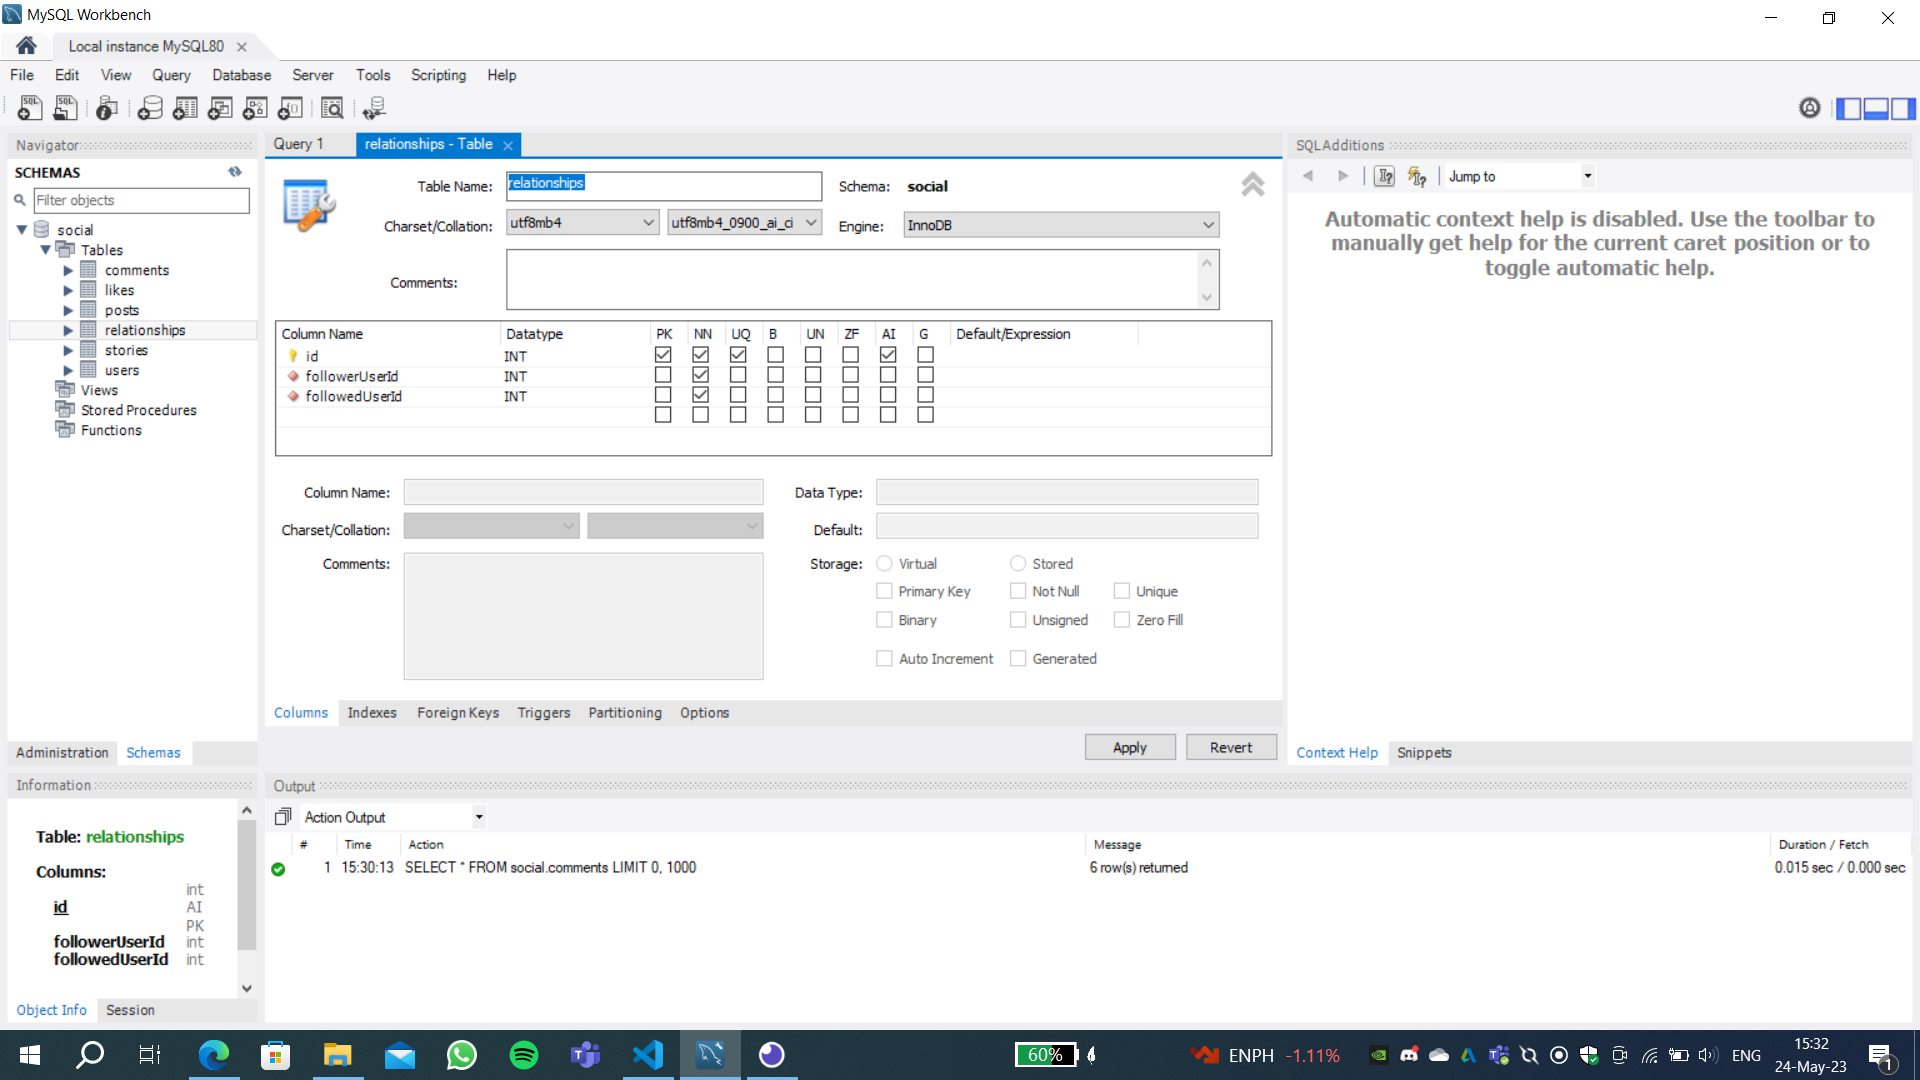 MySQL Workbench
Local instance MySQL80
File Edit View Query Database Server Tools Scripting Help
Navigator
SCHEMAS
Filter objects
social
Tables
comments
likes
posts
relationships
stories
users
Views
Stored Procedures
Functions
Administration Schemas
Information
Table: relationships
Columns:
id int AI PK
followerUserId int
followedUserId int
Object Info Session
Query 1 relationships - Table
Table Name: relationships Schema: social
Charset/Collation: utf8mb4 utf8mb4_0900_ai_ci Engine: InnoDB
Comments:
Column Name Datatype PK NN UQ B UN ZF AI G Default/Expression
id INT
followerUserId INT
followedUserId INT
Column Name: Data Type:
Charset/Collation: Default:
Comments: Storage: Virtual Stored
Primary Key Not Null Unique
Binary Unsigned Zero Fill
Auto Increment Generated
Columns Indexes Foreign Keys Triggers Partitioning Options
Apply Revert
SQLAdditions
Jump to
Automatic context help is disabled. Use the toolbar to
manually get help for the current caret position or to
toggle automatic help.
Context Help Snippets
Output
Action Output
# Time Action Message Duration / Fetch
1 15:30:13 SELECT * FROM social.comments LIMIT 0, 1000 6 row(s) returned 0.015 sec / 0.000 sec
60% ENPH -1.11% ENG 15:32
24-May-23 1